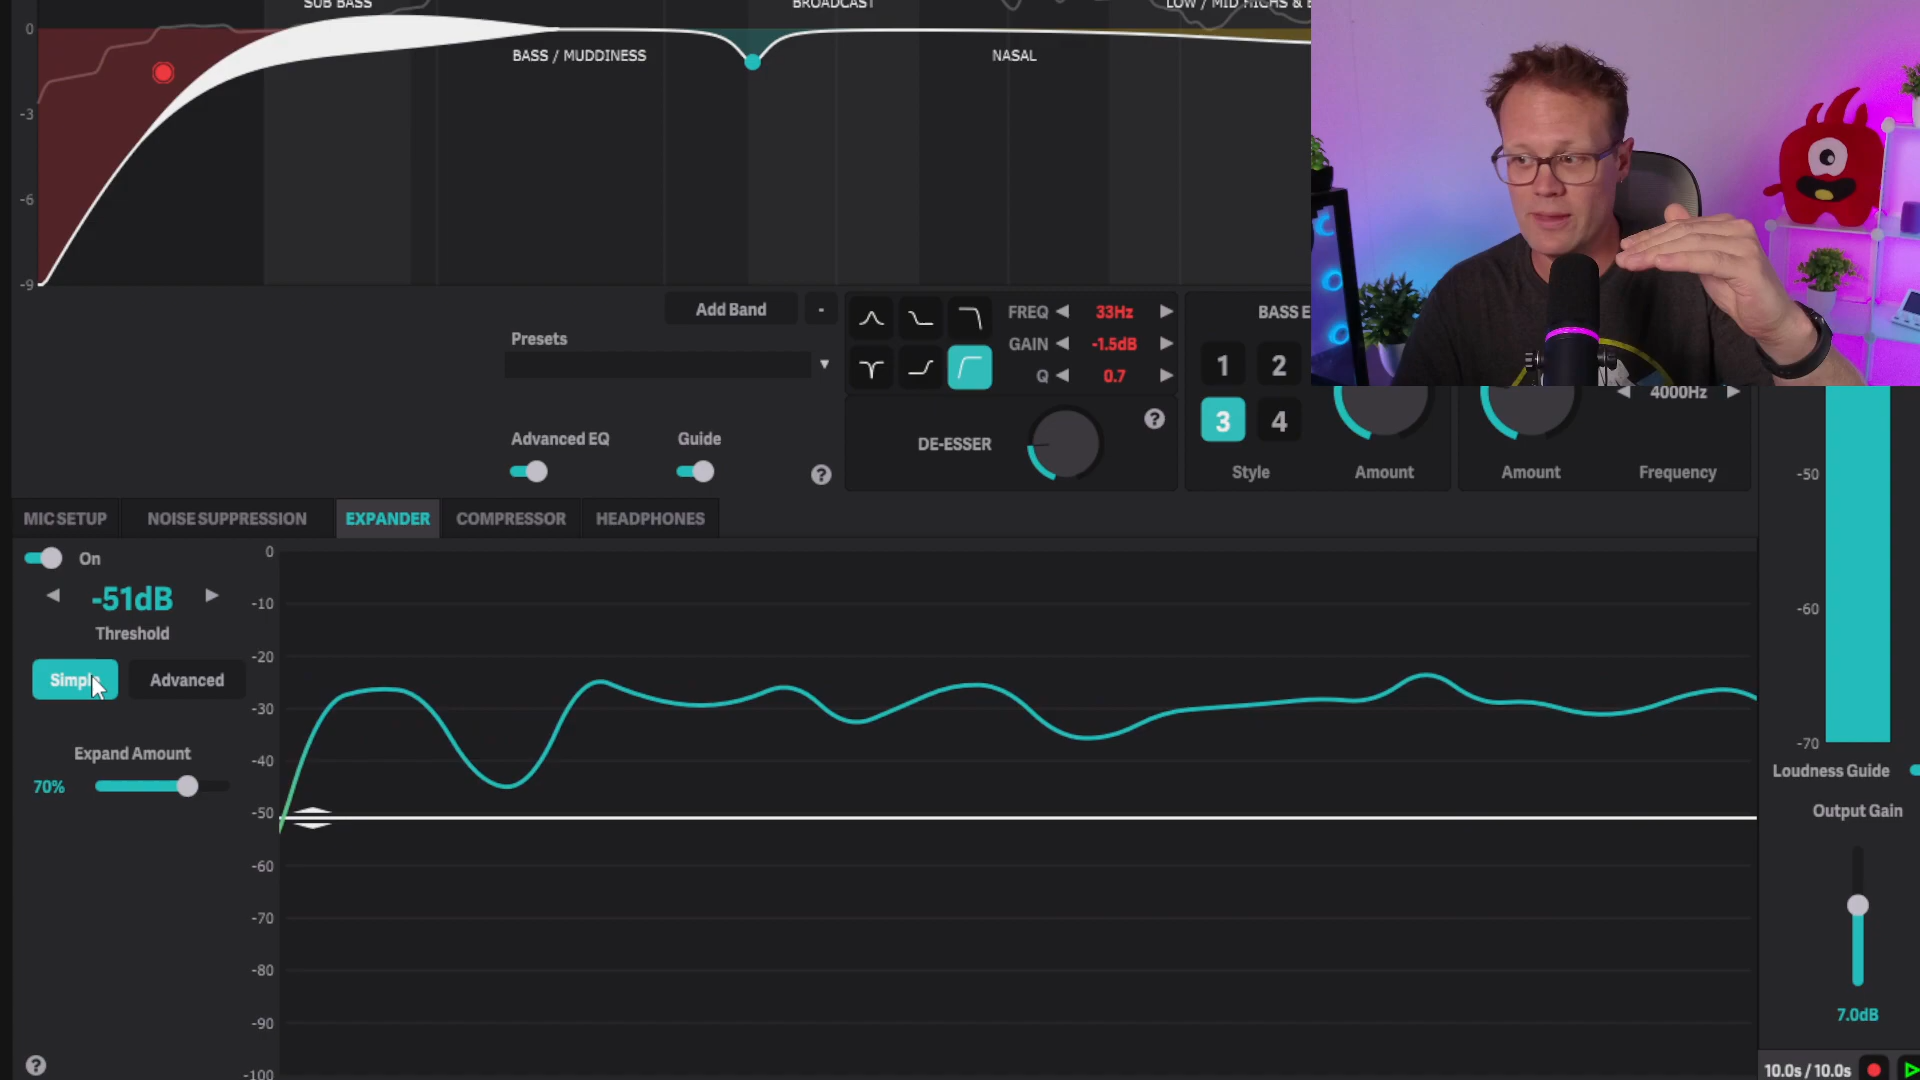 SUB BASS
BROADCAST
0
BASS / MUDDINESS
NASAL
-3
-6
-9
Add Band
-
Presets
FREQ
33Hz
GAIN
-1.5dB
Q
0.7
BASS E
1
2
3
4
Style
Amount
4000Hz
Amount
Frequency
Advanced EQ
Guide
?
DE-ESSER
?
-50
-60
-70
MIC SETUP
NOISE SUPPRESSION
EXPANDER
COMPRESSOR
HEADPHONES
On
-51dB
Threshold
Advanced
Expand Amount
70%
0
-10
-20
-30
-40
-50
-60
-70
-80
-90
-100
Loudness Guide
Output Gain
7.0dB
10.0s / 10.0s
?